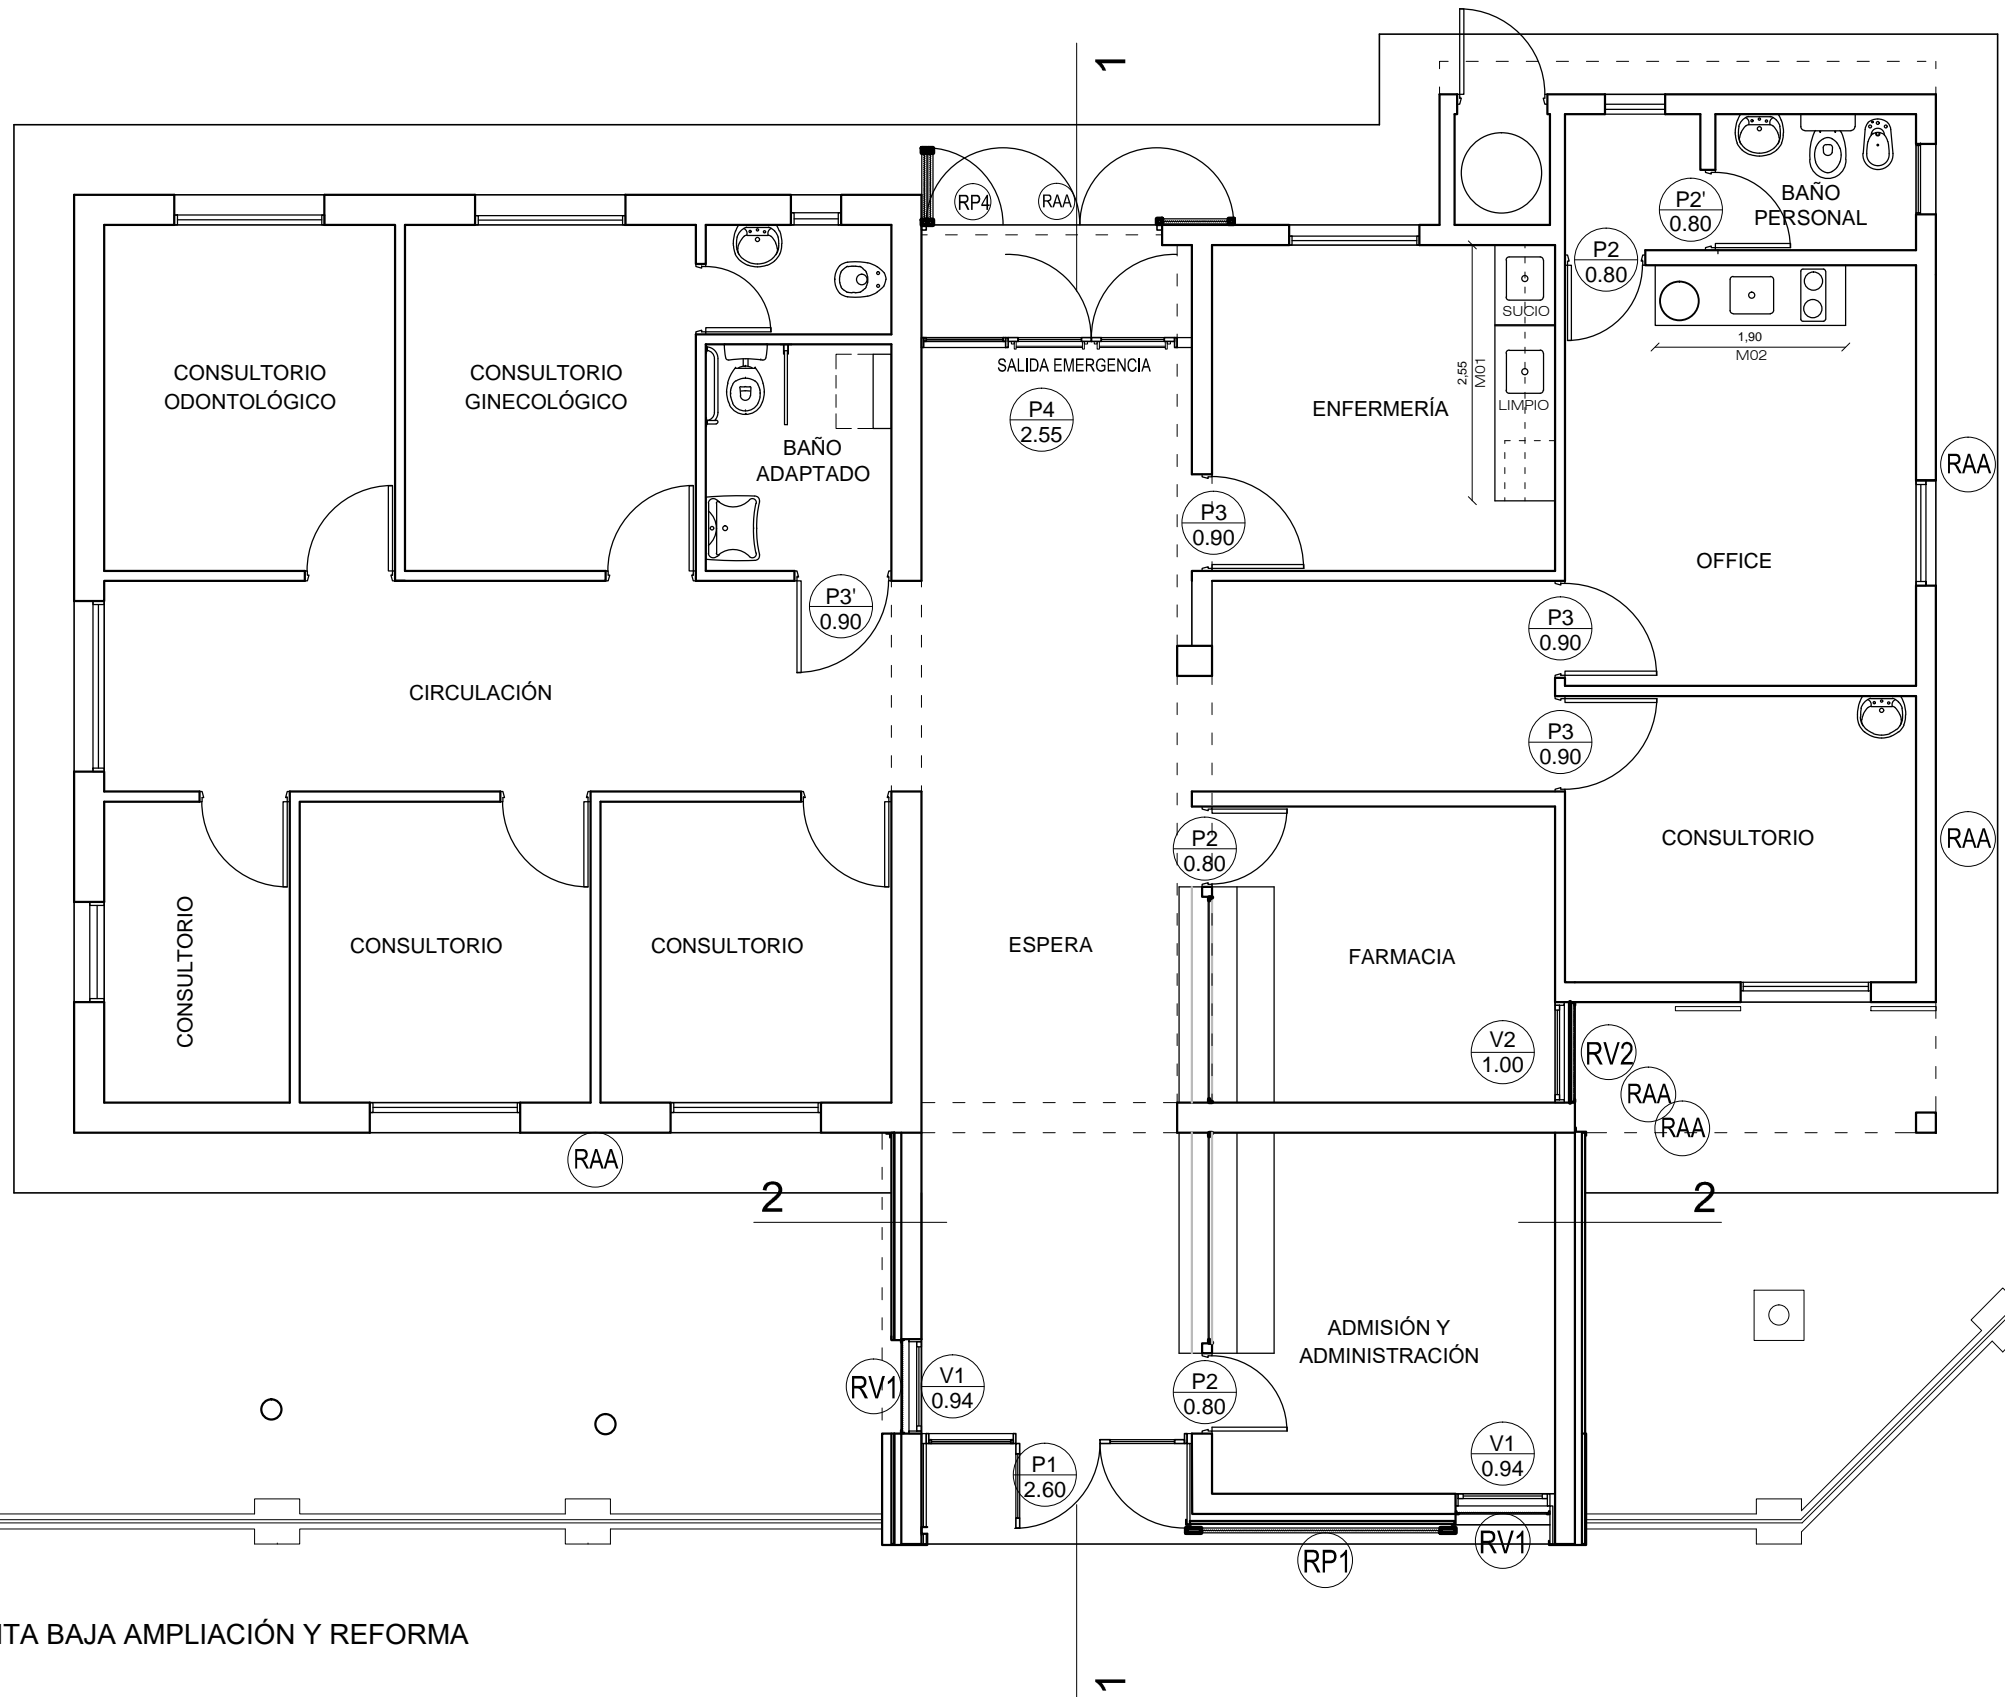 1
RP4
RAA
P2'
0.80
BAÑO
PERSONAL
P2
0.80
SUCIO
1,90
M02
CONSULTORIO
ODONTOLÓGICO
CONSULTORIO
GINECOLÓGICO
SALIDA EMERGENCIA
2,55
M01
LIMPIO
P4
2.55
ENFERMERÍA
BAÑO
ADAPTADO
RAA
P3
0.90
OFFICE
P3'
0.90
P3
0.90
CIRCULACIÓN
P3
0.90
P2
0.80
CONSULTORIO
RAA
CONSULTORIO
CONSULTORIO
CONSULTORIO
ESPERA
FARMACIA
V2
1.00
RV2
RAA
RAA
RAA
2
2
ADMISIÓN Y
ADMINISTRACIÓN
RV1
V1
0.94
P2
0.80
V1
0.94
P1
2.60
RV1
RP1
NTA BAJA AMPLIACIÓN Y REFORMA
1